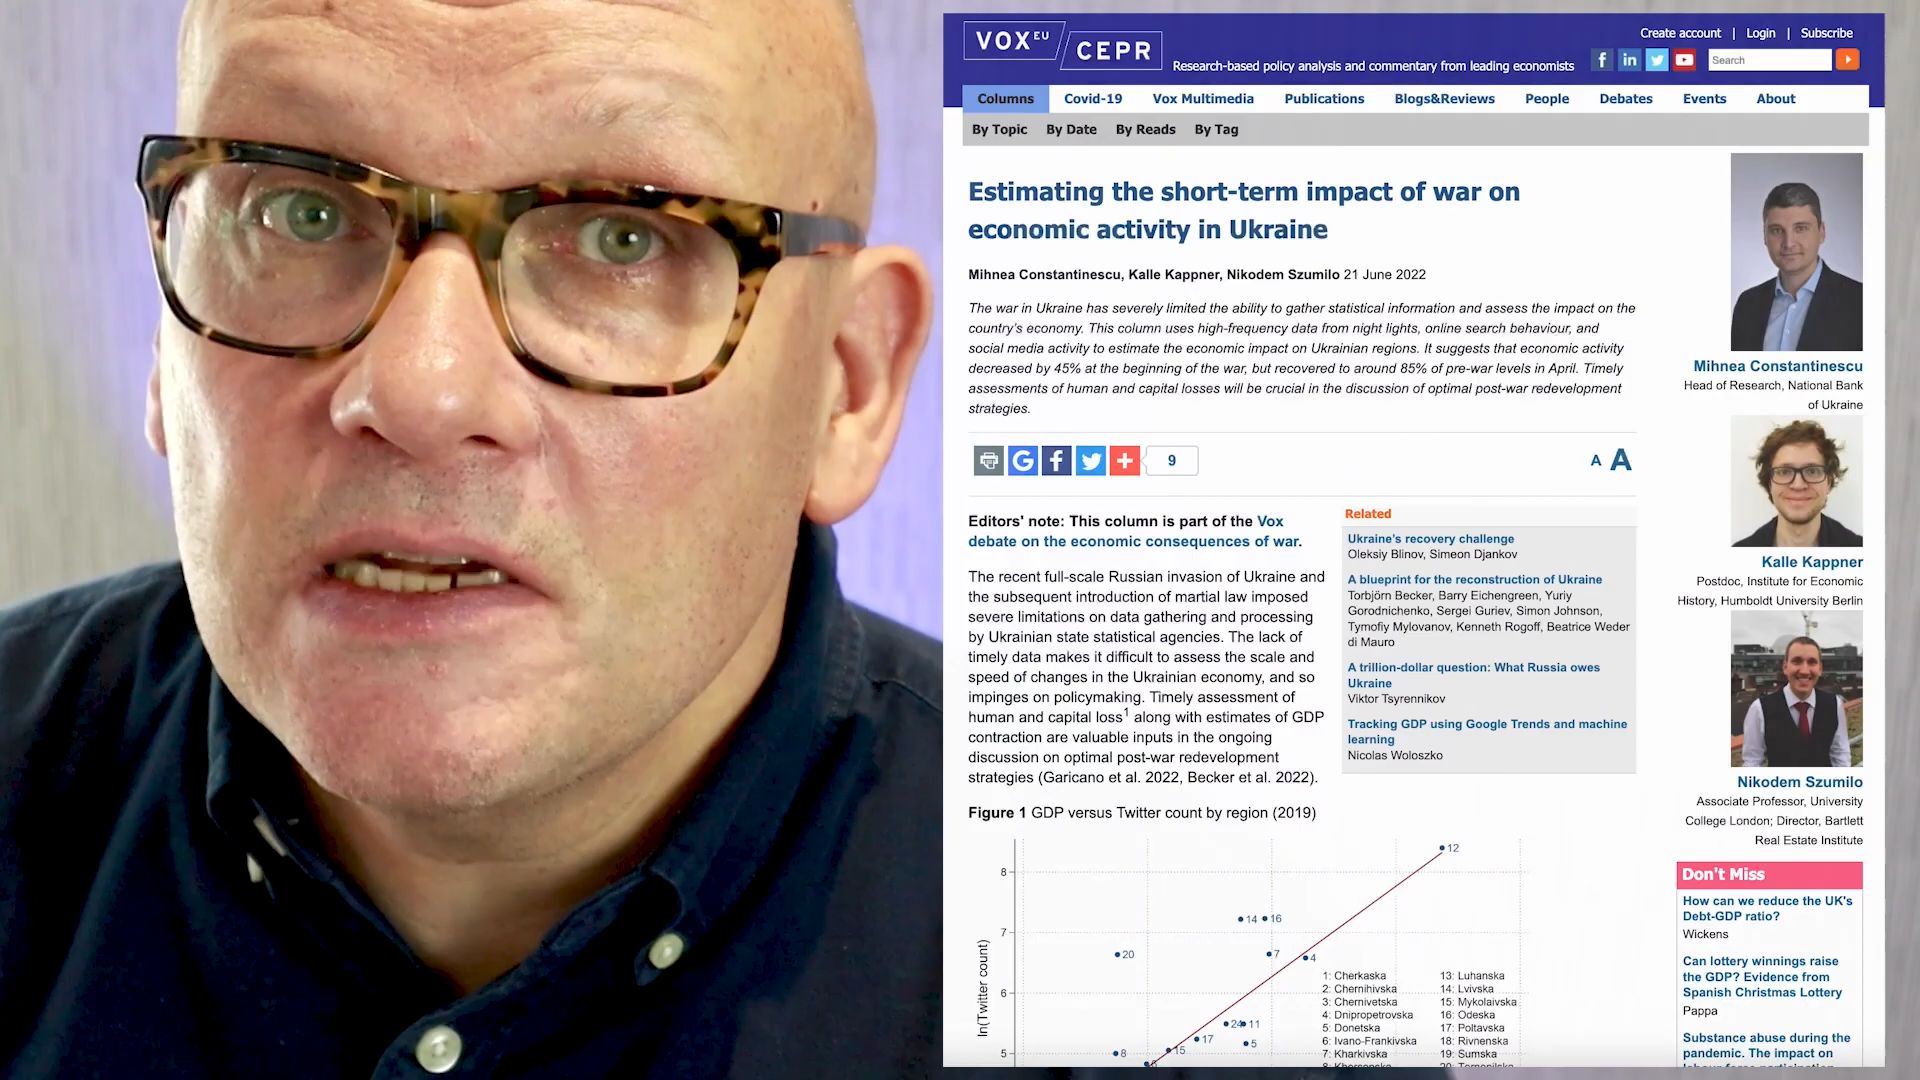 VOX EU
CEPR
Research-based policy analysis and commentary from leading economists
Create account | Login | Subscribe
Search
Columns Covid-19 Vox Multimedia Publications Blogs&Reviews People Debates Events About
By Topic By Date By Reads By Tag
Estimating the short-term impact of war on
economic activity in Ukraine
Mihnea Constantinescu, Kalle Kappner, Nikodem Szumilo 21 June 2022
The war in Ukraine has severely limited the ability to gather statistical information and assess the impact on the
country's economy. This column uses high-frequency data from night lights, online search behaviour, and
social media activity to estimate the economic impact on Ukrainian regions. It suggests that economic activity
decreased by 45% at the beginning of the war, but recovered to around 85% of pre-war levels in April. Timely
assessments of human and capital losses will be crucial in the discussion of optimal post-war redevelopment
strategies.
9
A A
Editors' note: This column is part of the Vox
debate on the economic consequences of war.
The recent full-scale Russian invasion of Ukraine and
the subsequent introduction of martial law imposed
severe limitations on data gathering and processing
by Ukrainian state statistical agencies. The lack of
timely data makes it difficult to assess the scale and
speed of changes in the Ukrainian economy, and so
impinges on policymaking. Timely assessment of
human and capital loss1 along with estimates of GDP
contraction are valuable inputs in the ongoing
discussion on optimal post-war redevelopment
strategies (Garicano et al. 2022, Becker et al. 2022).
Related
Ukraine's recovery challenge
Oleksiy Blinov, Simeon Djankov
A blueprint for the reconstruction of Ukraine
Torbjörn Becker, Barry Eichengreen, Yuriy
Gorodnichenko, Sergei Guriev, Simon Johnson,
Tymofiy Mylovanov, Kenneth Rogoff, Beatrice Weder
di Mauro
A trillion-dollar question: What Russia owes
Ukraine
Viktor Tsyrennikov
Tracking GDP using Google Trends and machine
learning
Nicolas Woloszko
Figure 1 GDP versus Twitter count by region (2019)
ln(Twitter count)
8
7
6
5
12
14 16
20
7
4
24 11
17
5
15
8
1: Cherkaska
2: Chernihivska
3: Chernivetska
4: Dnipropetrovska
5: Donetska
6: Ivano-Frankivska
7: Kharkivska
13: Luhanska
14: Lvivska
15: Mykolaivska
16: Odeska
17: Poltavska
18: Rivnenska
19: Sumska
Mihnea Constantinescu
Head of Research, National Bank
of Ukraine
Kalle Kappner
Postdoc, Institute for Economic
History, Humboldt University Berlin
Nikodem Szumilo
Associate Professor, University
College London; Director, Bartlett
Real Estate Institute
Don't Miss
How can we reduce the UK's
Debt-GDP ratio?
Wickens
Can lottery winnings raise
the GDP? Evidence from
Spanish Christmas Lottery
Pappa
Substance abuse during the
pandemic. The impact on